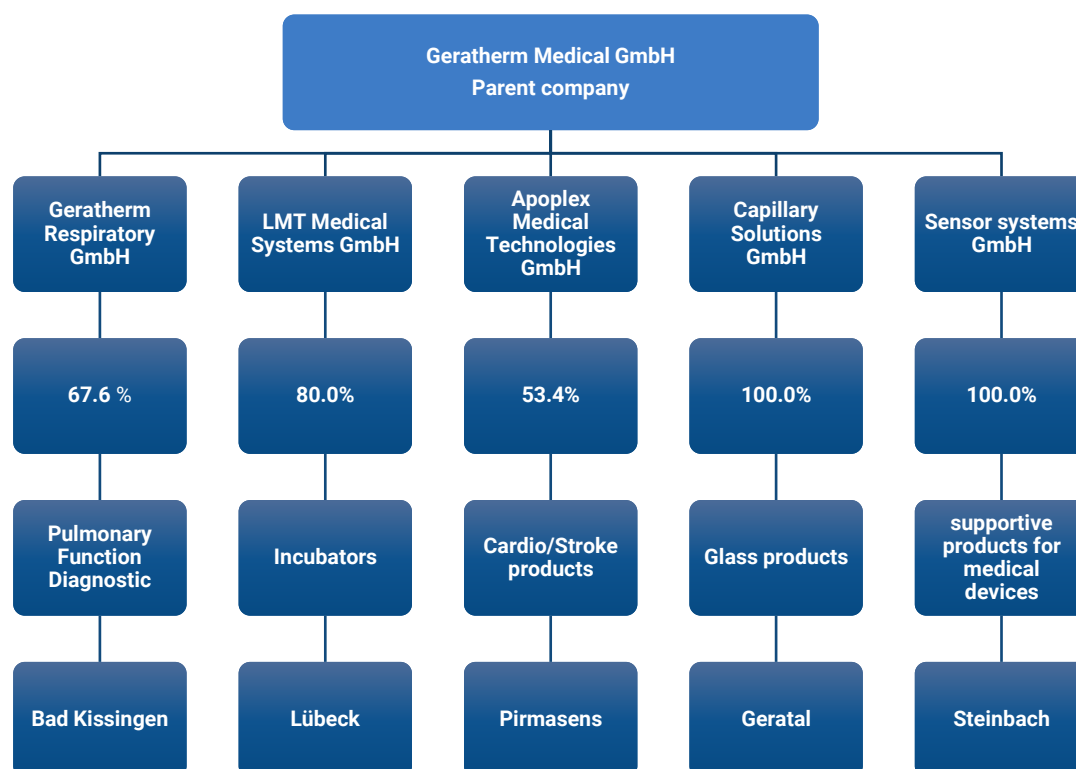 Geratherm Medical GmbH
Parent company
Geratherm
Respiratory
GmbH
LMT Medical
Systems GmbH
Apoplex
Medical
Technologies
GmbH
Capillary
Solutions
GmbH
Sensor systems
GmbH
67.6 %
80.0%
53.4%
100.0%
100.0%
Pulmonary
Function
Diagnostic
Incubators
Cardio/Stroke
products
Glass products
supportive
products for
medical
devices
Bad Kissingen
Lübeck
Pirmasens
Geratal
Steinbach